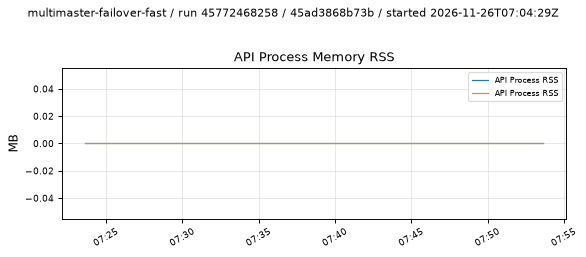 multimaster-failover-fast / run 45772468258 / 45ad3868b73b / started 2026-11-26T07:04:29Z
API Process Memory RSS
API Process RSS
API Process RSS
MB
0.04
0.02
0.00
−0.02
−0.04
07:25
07:30
07:35
07:40
07:45
07:50
07:55